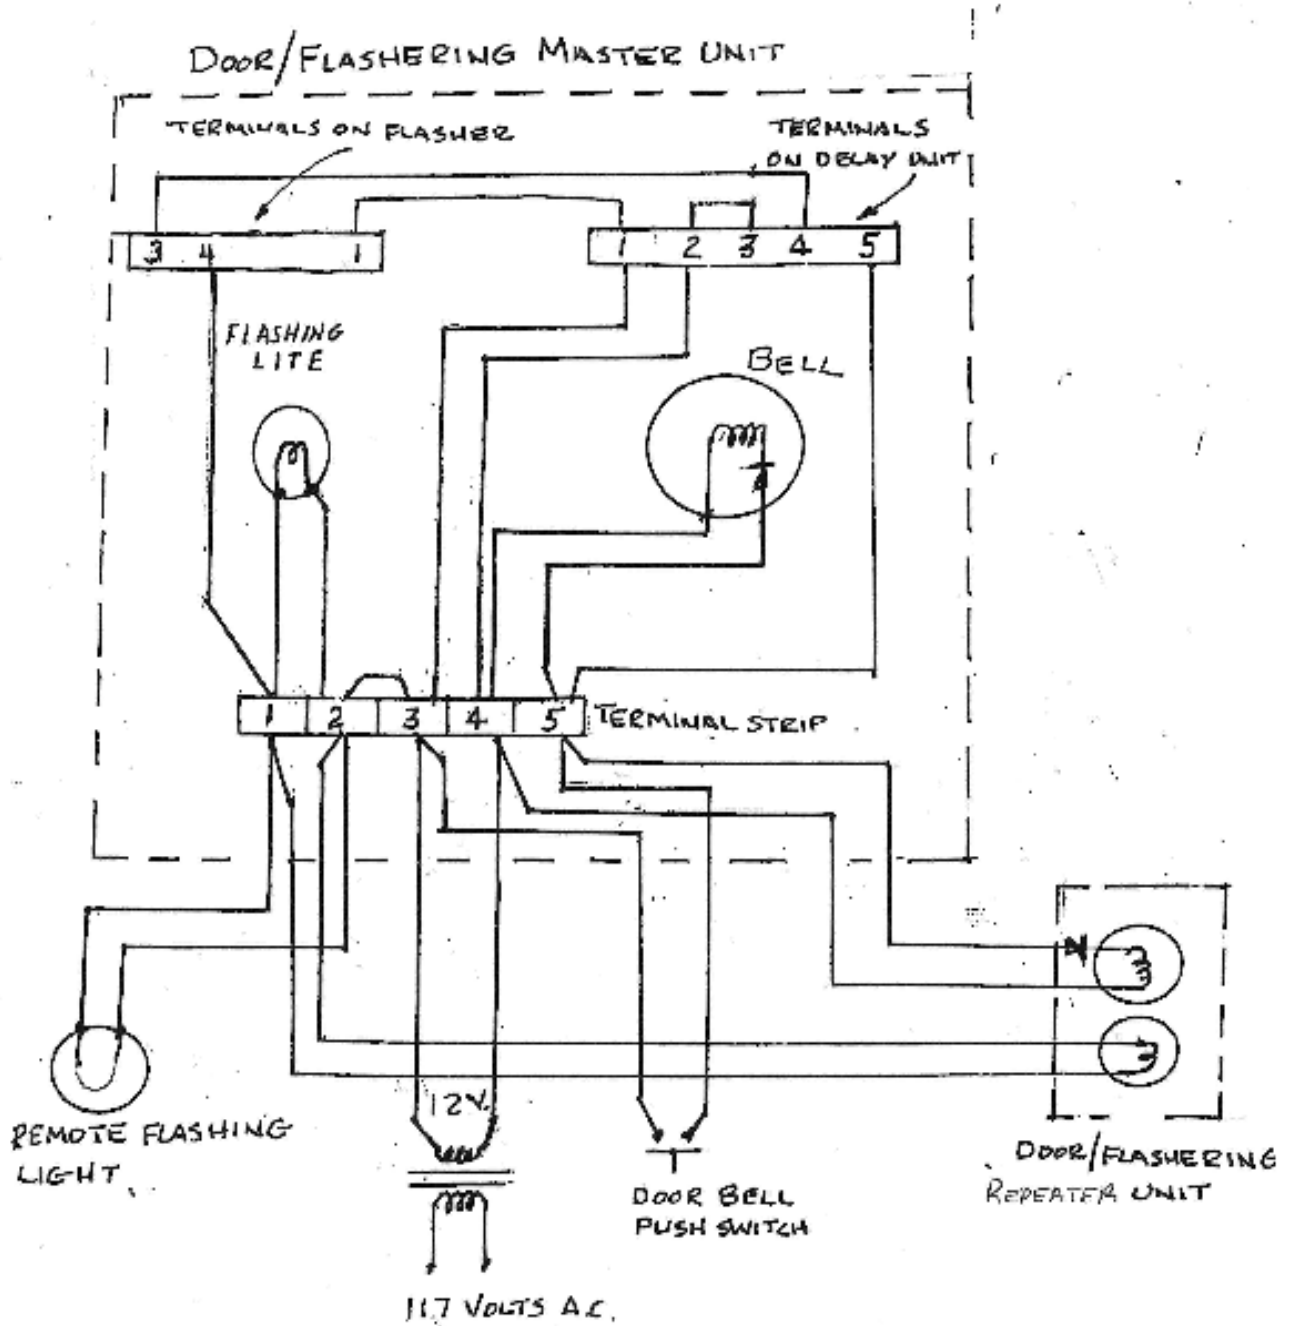 DOOR/FLASHERING MASTER UNIT
TERMINALS ON FLASHER
TERMINALS
ON DELAY UNIT
3 4 1
1 2 3 4 5
FLASHING
LITE
BELL
1 2 3 4 5
TERMINAL STRIP
12V.
REMOTE FLASHING
LIGHT.
DOOR BELL
PUSH SWITCH
DOOR/FLASHERING
REPEATER UNIT
117 VOLTS A.C.